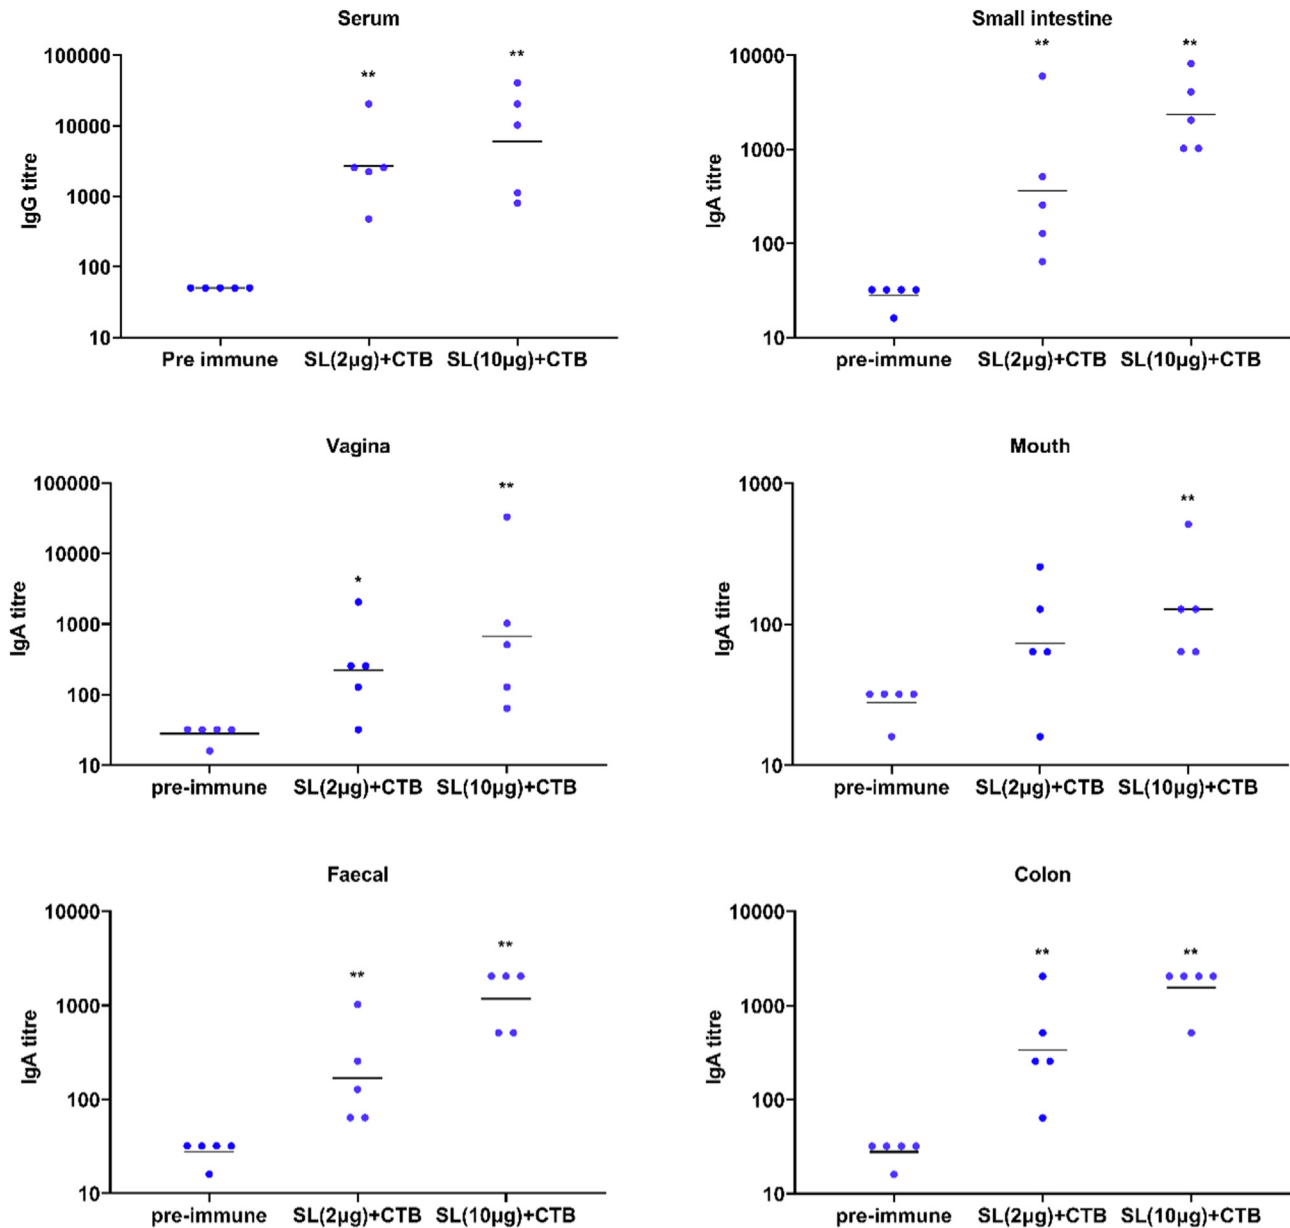 Serum
IgG titre
100000
**
**
10000
1000
100
10
Pre immune SL(2µg)+CTB SL(10µg)+CTB
Small intestine
IgA titre
10000
**
**
1000
100
10
pre-immune SL(2µg)+CTB SL(10µg)+CTB
Vagina
IgA titre
100000
**
10000
*
1000
100
10
pre-immune SL(2µg)+CTB SL(10µg)+CTB
Mouth
IgA titre
1000
**
100
10
pre-immune SL(2µg)+CTB SL(10µg)+CTB
Faecal
IgA titre
10000
**
**
1000
100
10
pre-immune SL(2µg)+CTB SL(10µg)+CTB
Colon
IgA titre
10000
**
**
1000
100
10
pre-immune SL(2µg)+CTB SL(10µg)+CTB